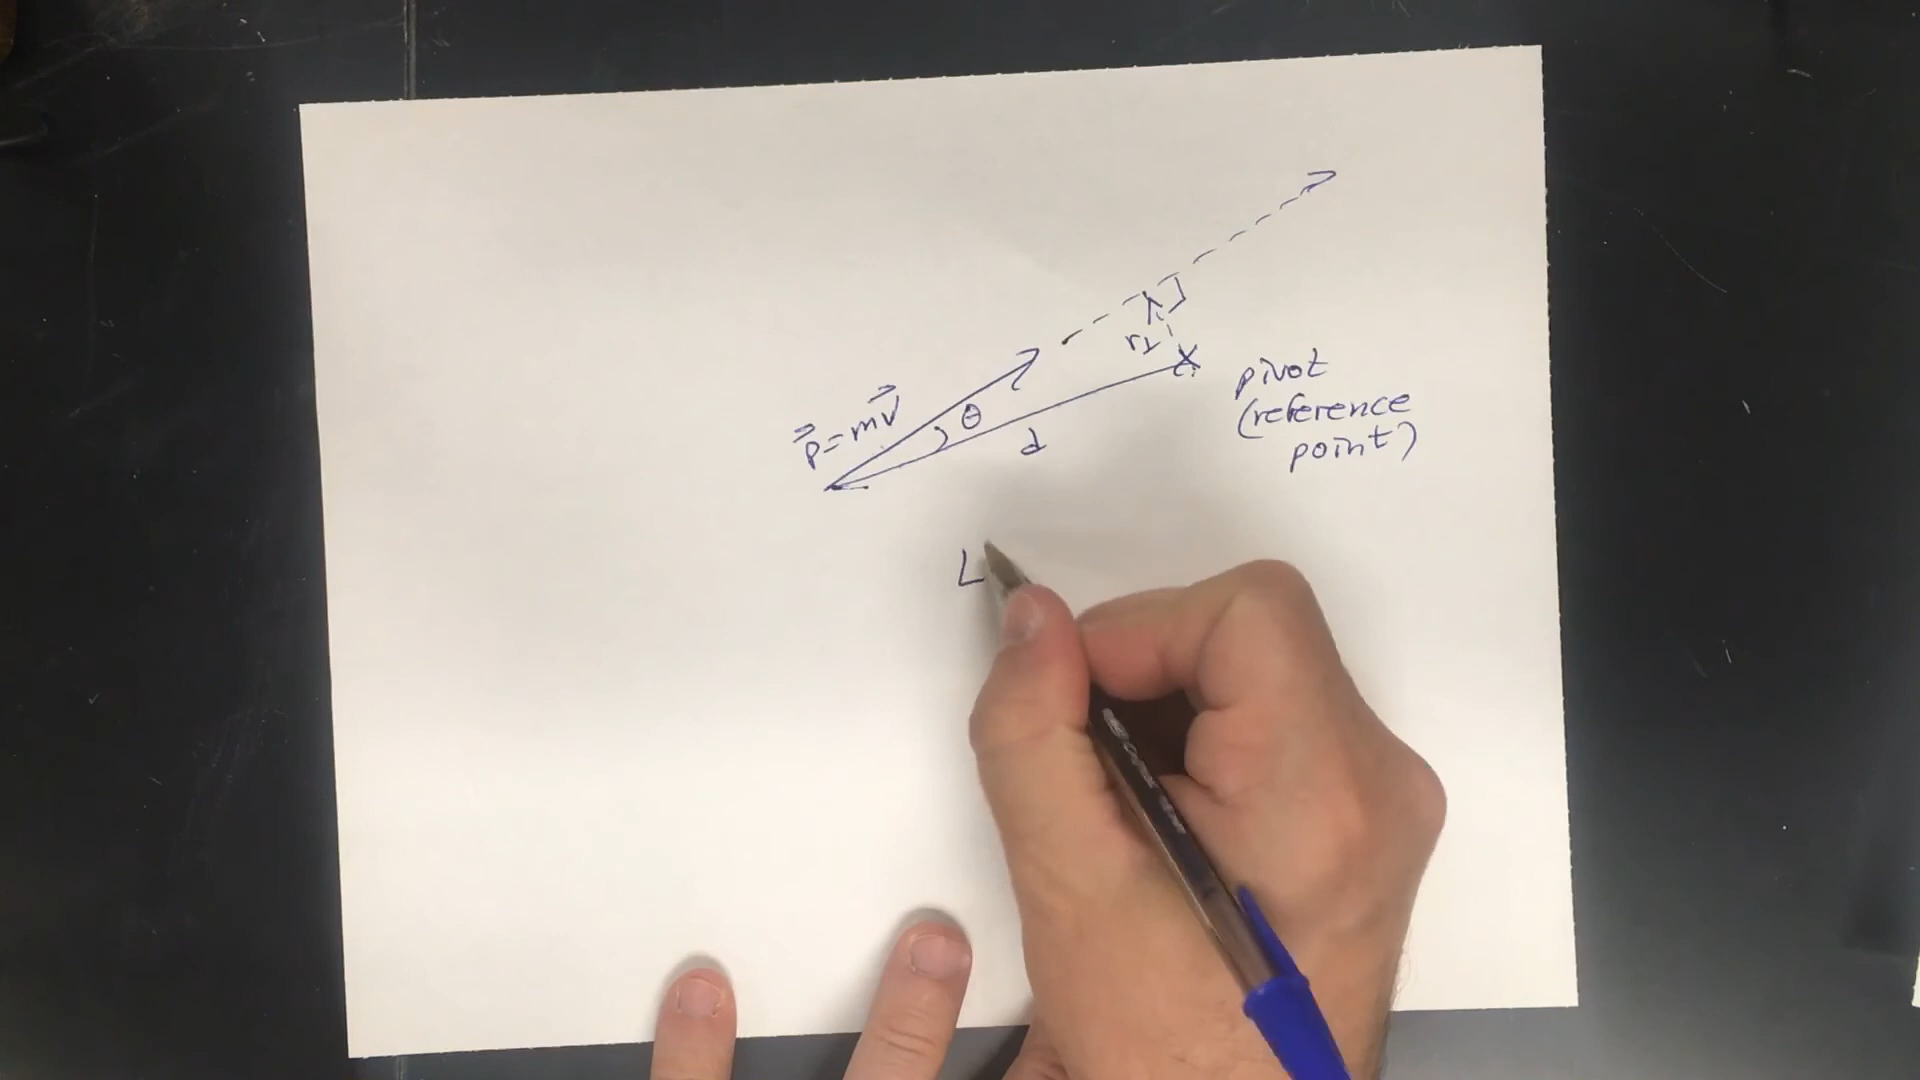 r⊥
p⃗ = mv⃗
θ
d
pivot
(reference
point)
L